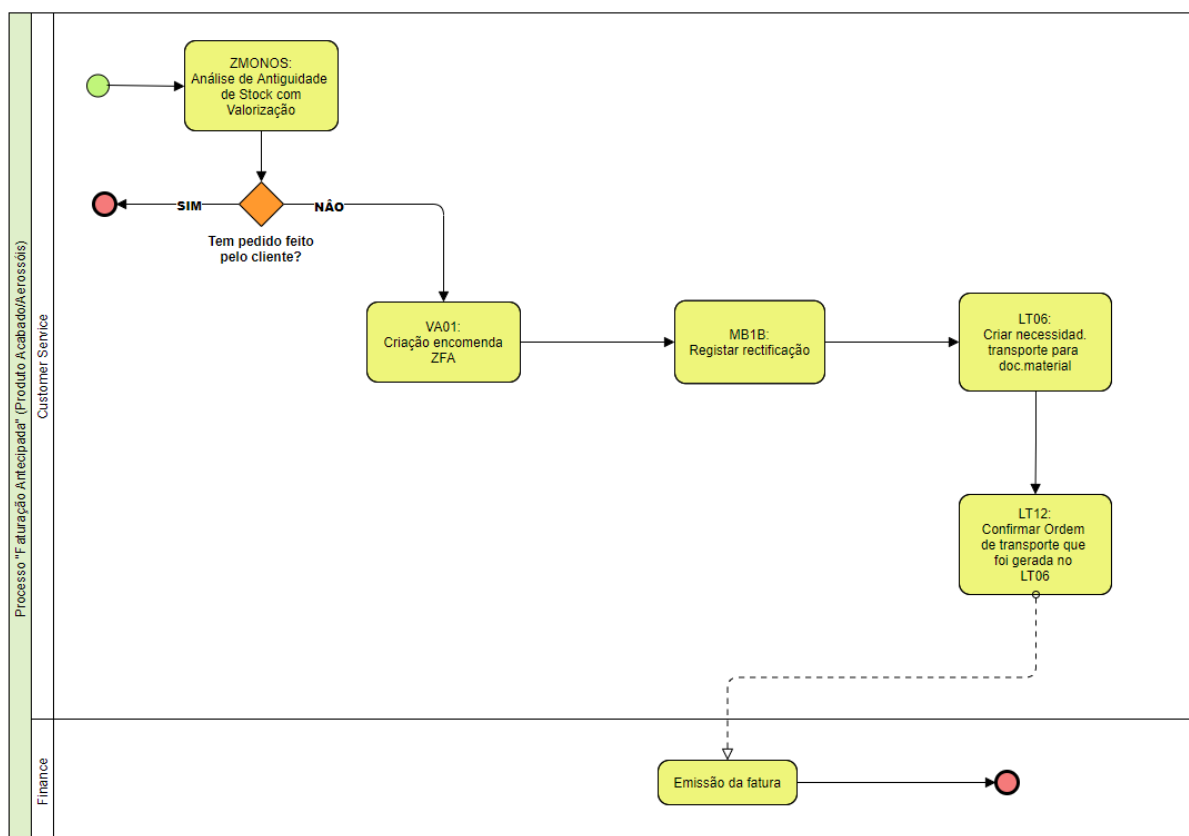 Processo "Faturação Antecipada" (Produto Acabado/Aerossóis)
Customer Service
ZMONOS:
Análise de Antiguidade
de Stock com
Valorização
SIM
NÂO
Tem pedido feito
pelo cliente?
VA01:
Criação encomenda
ZFA
MB1B:
Registar rectificação
LT06:
Criar necessidad.
transporte para
doc.material
LT12:
Confirmar Ordem
de transporte que
foi gerada no
LT06
Finance
Emissão da fatura